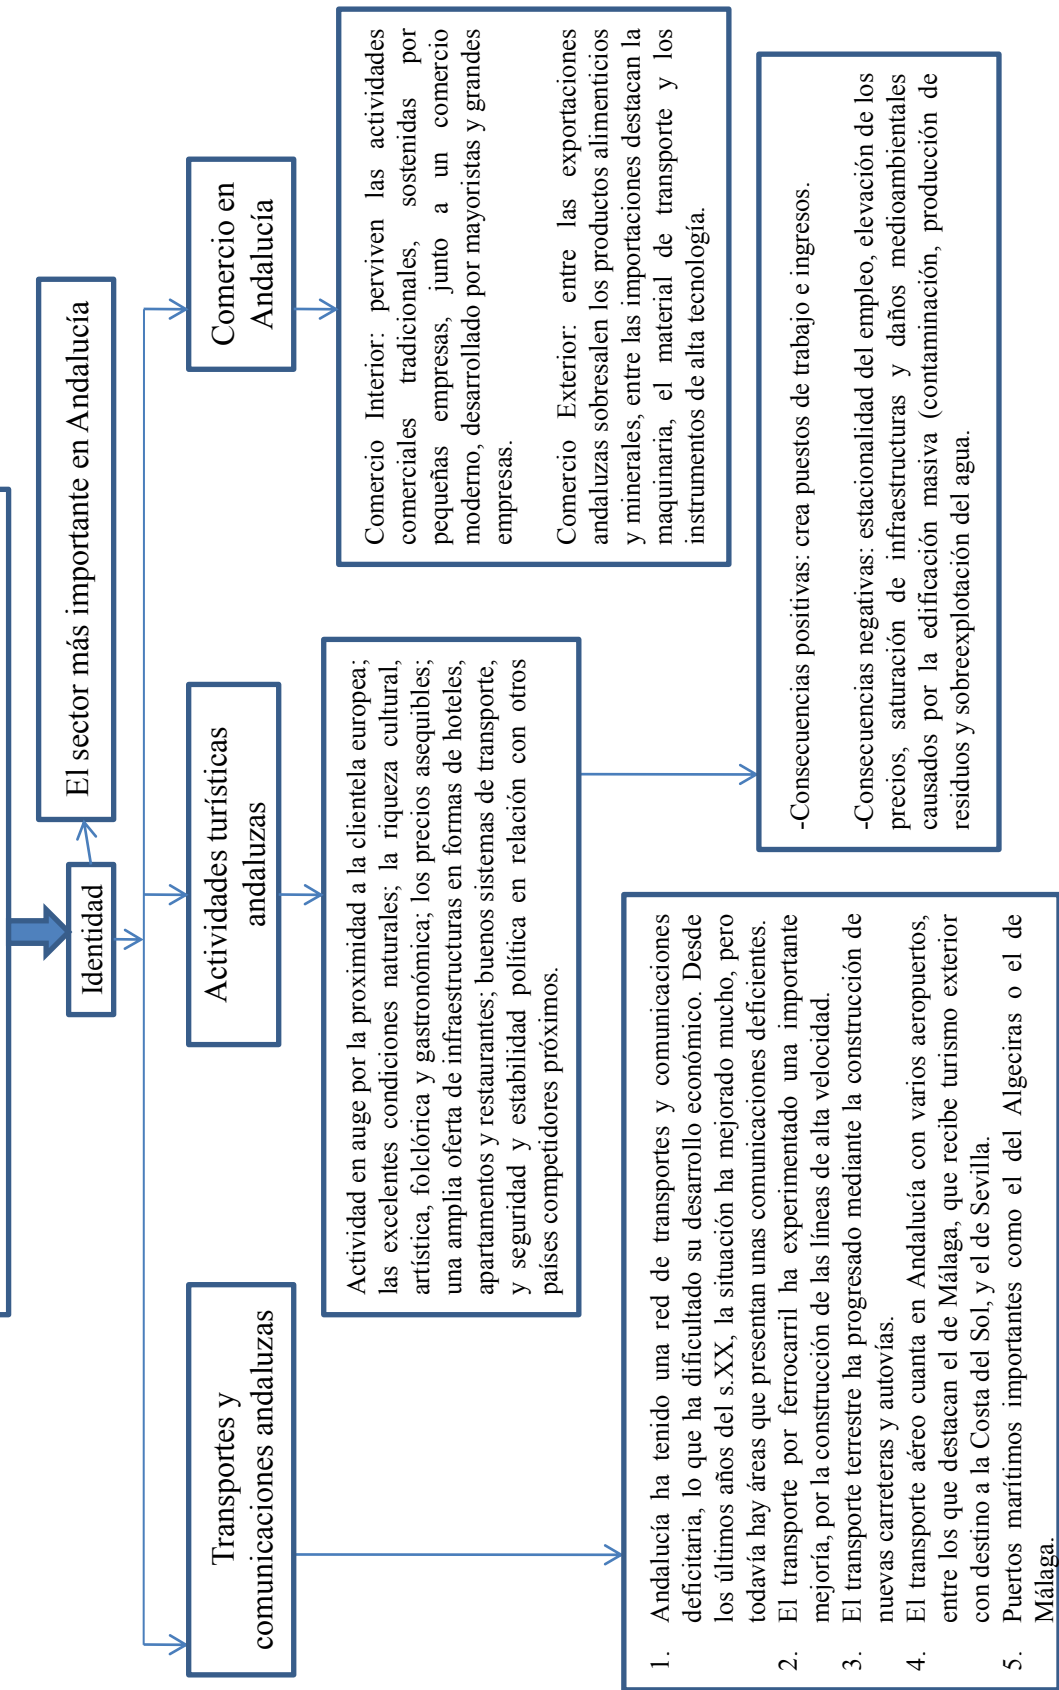 Identidad
El sector más importante en Andalucía
Transportes y
comunicaciones andaluzas
Actividades turísticas
andaluzas
Comercio en
Andalucía
1. Andalucía ha tenido una red de transportes y comunicaciones
deficitaria, lo que ha dificultado su desarrollo económico. Desde
los últimos años del s.XX, la situación ha mejorado mucho, pero
todavía hay áreas que presentan unas comunicaciones deficientes.
2. El transporte por ferrocarril ha experimentado una importante
mejoría, por la construcción de las líneas de alta velocidad.
3. El transporte terrestre ha progresado mediante la construcción de
nuevas carreteras y autovías.
4. El transporte aéreo cuanta en Andalucía con varios aeropuertos,
entre los que destacan el de Málaga, que recibe turismo exterior
con destino a la Costa del Sol, y el de Sevilla.
5. Puertos marítimos importantes como el del Algeciras o el de
Málaga.
Actividad en auge por la proximidad a la clientela europea;
las excelentes condiciones naturales; la riqueza cultural,
artística, folclórica y gastronómica; los precios asequibles;
una amplia oferta de infraestructuras en formas de hoteles,
apartamentos y restaurantes; buenos sistemas de transporte,
y seguridad y estabilidad política en relación con otros
países competidores próximos.
Comercio Interior: perviven las actividades
comerciales tradicionales, sostenidas por
pequeñas empresas, junto a un comercio
moderno, desarrollado por mayoristas y grandes
empresas.
Comercio Exterior: entre las exportaciones
andaluzas sobresalen los productos alimenticios
y minerales, entre las importaciones destacan la
maquinaria, el material de transporte y los
instrumentos de alta tecnología.
-Consecuencias positivas: crea puestos de trabajo e ingresos.
-Consecuencias negativas: estacionalidad del empleo, elevación de los
precios, saturación de infraestructuras y daños medioambientales
causados por la edificación masiva (contaminación, producción de
residuos y sobreexplotación del agua.